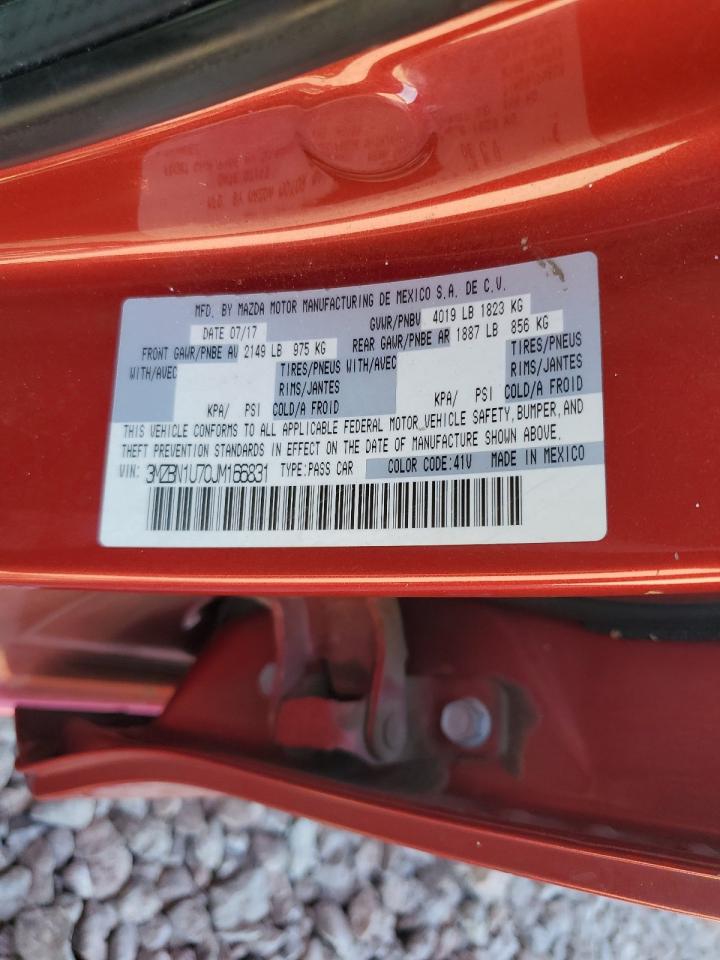 MFD. BY MAZDA MOTOR MANUFACTURING DE MEXICO S.A. DE C.V.
DATE 07/17 GVWR/PNBV 4019 LB 1823 KG
FRONT GAWR/PNBE AV 2149 LB 975 KG REAR GAWR/PNBE AR 1887 LB 856 KG
WITH/AVEC TIRES/PNEUS WITH/AVEC TIRES/PNEUS
RIMS/JANTES RIMS/JANTES
KPA/ PSI COLD/A FROID KPA/ PSI COLD/A FROID
THIS VEHICLE CONFORMS TO ALL APPLICABLE FEDERAL MOTOR VEHICLE SAFETY, BUMPER, AND
THEFT PREVENTION STANDARDS IN EFFECT ON THE DATE OF MANUFACTURE SHOWN ABOVE.
VIN: 3MZBN1U70JM166831 TYPE:PASS CAR COLOR CODE:41V MADE IN MEXICO